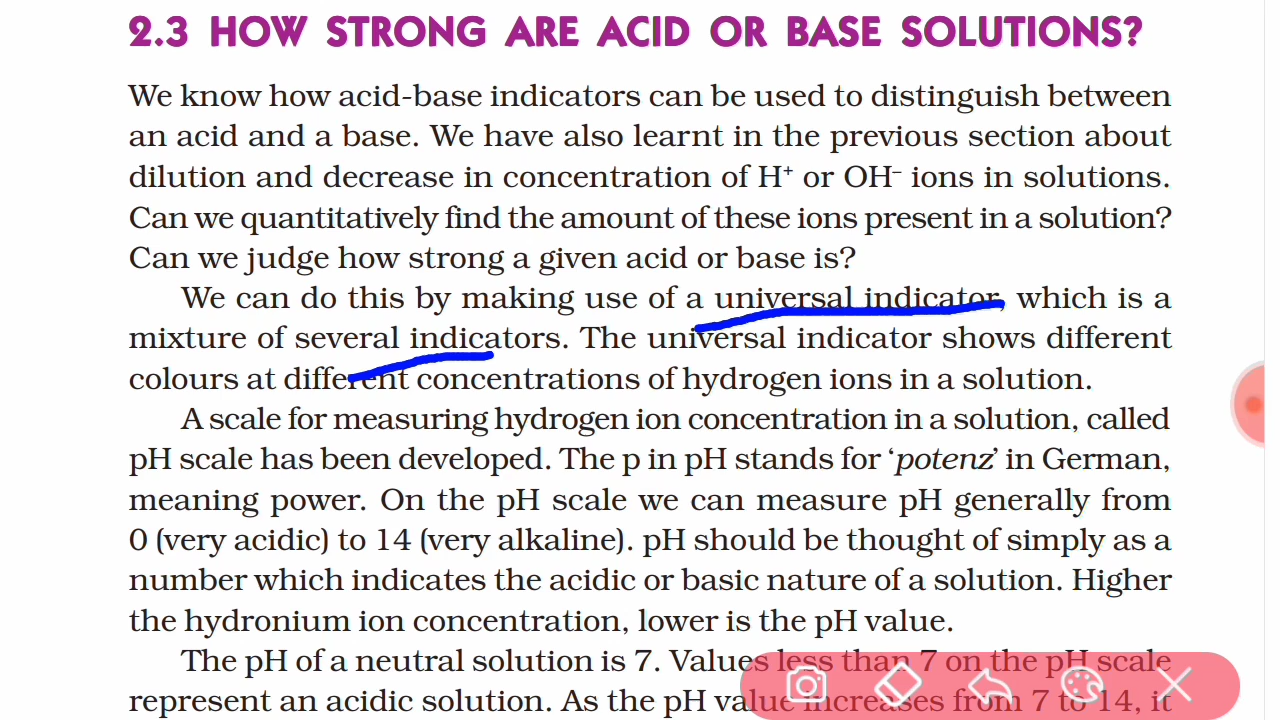 2.3 HOW STRONG ARE ACID OR BASE SOLUTIONS?
We know how acid-base indicators can be used to distinguish between
an acid and a base. We have also learnt in the previous section about
dilution and decrease in concentration of H⁺ or OH⁻ ions in solutions.
Can we quantitatively find the amount of these ions present in a solution?
Can we judge how strong a given acid or base is?
We can do this by making use of a universal indicator, which is a
mixture of several indicators. The universal indicator shows different
colours at different concentrations of hydrogen ions in a solution.
A scale for measuring hydrogen ion concentration in a solution, called
pH scale has been developed. The p in pH stands for ‘potenz’ in German,
meaning power. On the pH scale we can measure pH generally from
0 (very acidic) to 14 (very alkaline). pH should be thought of simply as a
number which indicates the acidic or basic nature of a solution. Higher
the hydronium ion concentration, lower is the pH value.
The pH of a neutral solution is 7. Values less than 7 on the pH scale
represent an acidic solution. As the pH value increases from 7 to 14, it